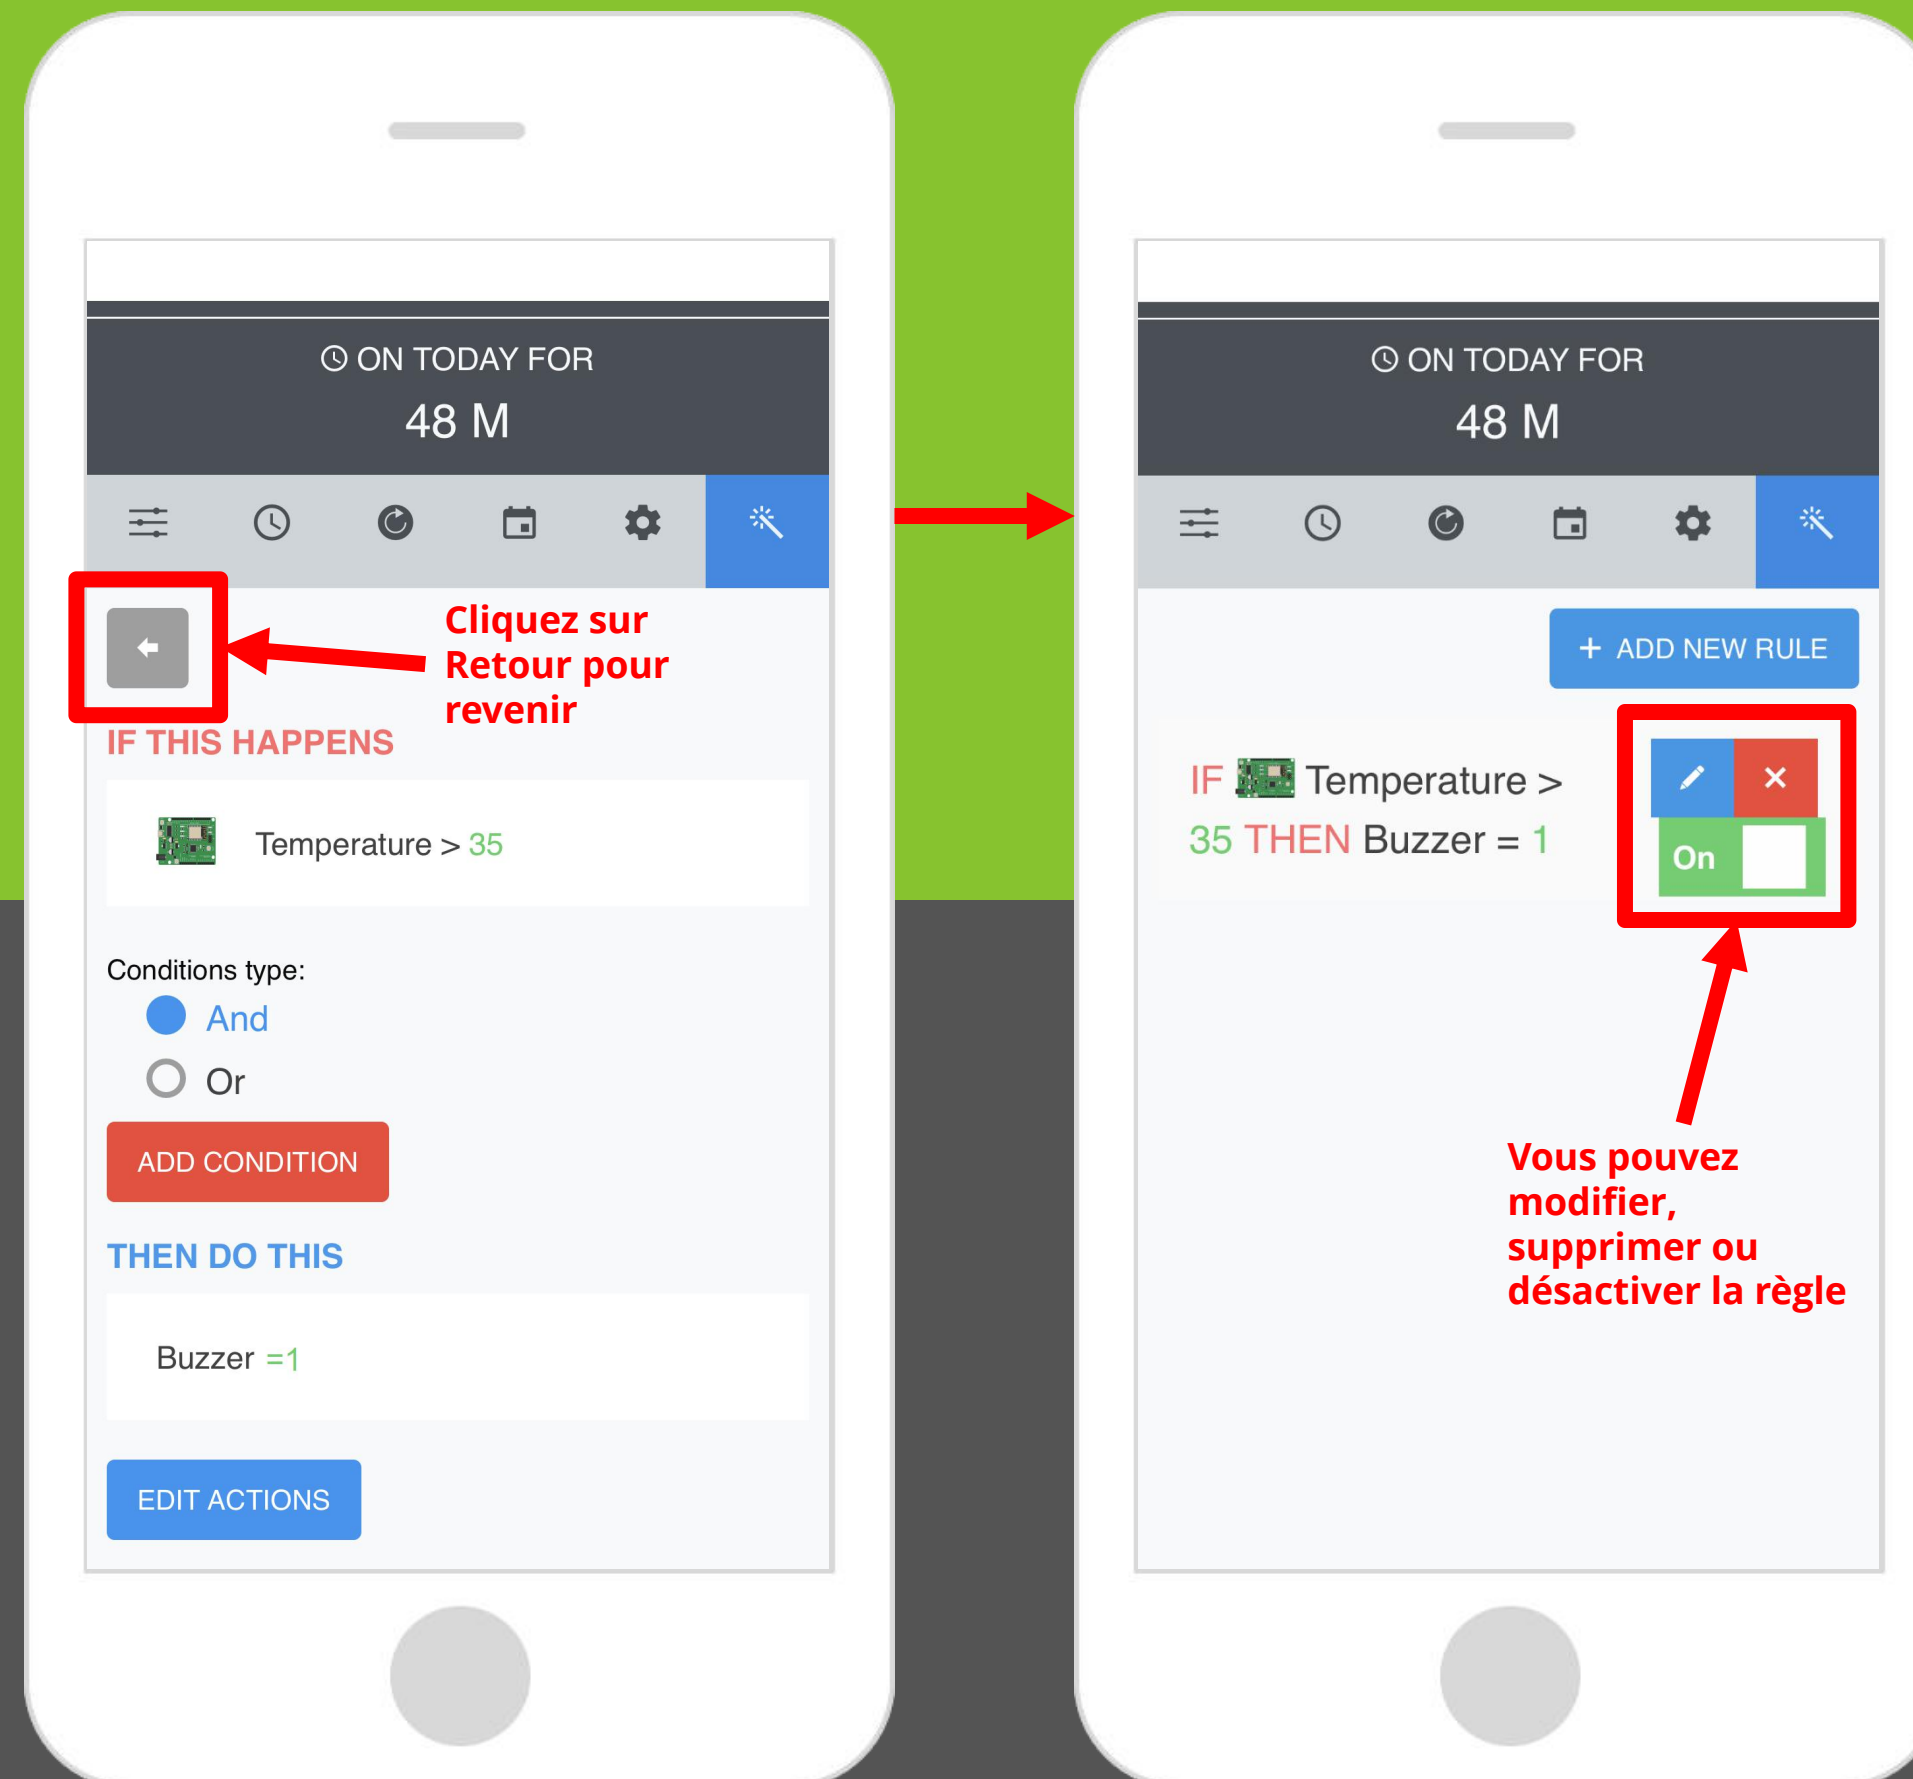 ON TODAY FOR
48 M
Cliquez sur
Retour pour
revenir
IF THIS HAPPENS
Temperature > 35
Conditions type:
And
Or
ADD CONDITION
THEN DO THIS
Buzzer =1
EDIT ACTIONS
ON TODAY FOR
48 M
+ ADD NEW RULE
IF Temperature >
35 THEN Buzzer = 1
On
Vous pouvez
modifier,
supprimer ou
désactiver la règle